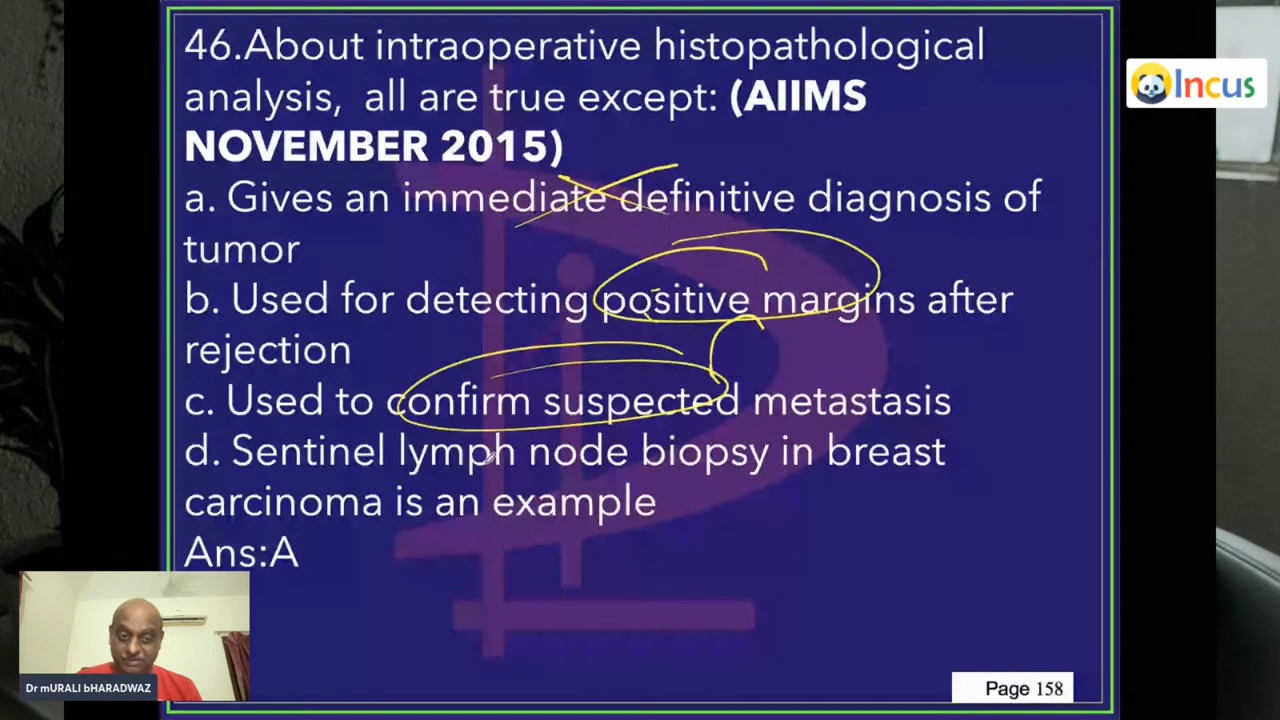 46.About intraoperative histopathological
analysis,  all are true except: (AIIMS
NOVEMBER 2015)
a. Gives an immediate definitive diagnosis of
tumor
b. Used for detecting positive margins after
rejection
c. Used to confirm suspected metastasis
d. Sentinel lymph node biopsy in breast
carcinoma is an example
Ans:A
Incus
Dr mURALI bHARADWAZ
Page 158